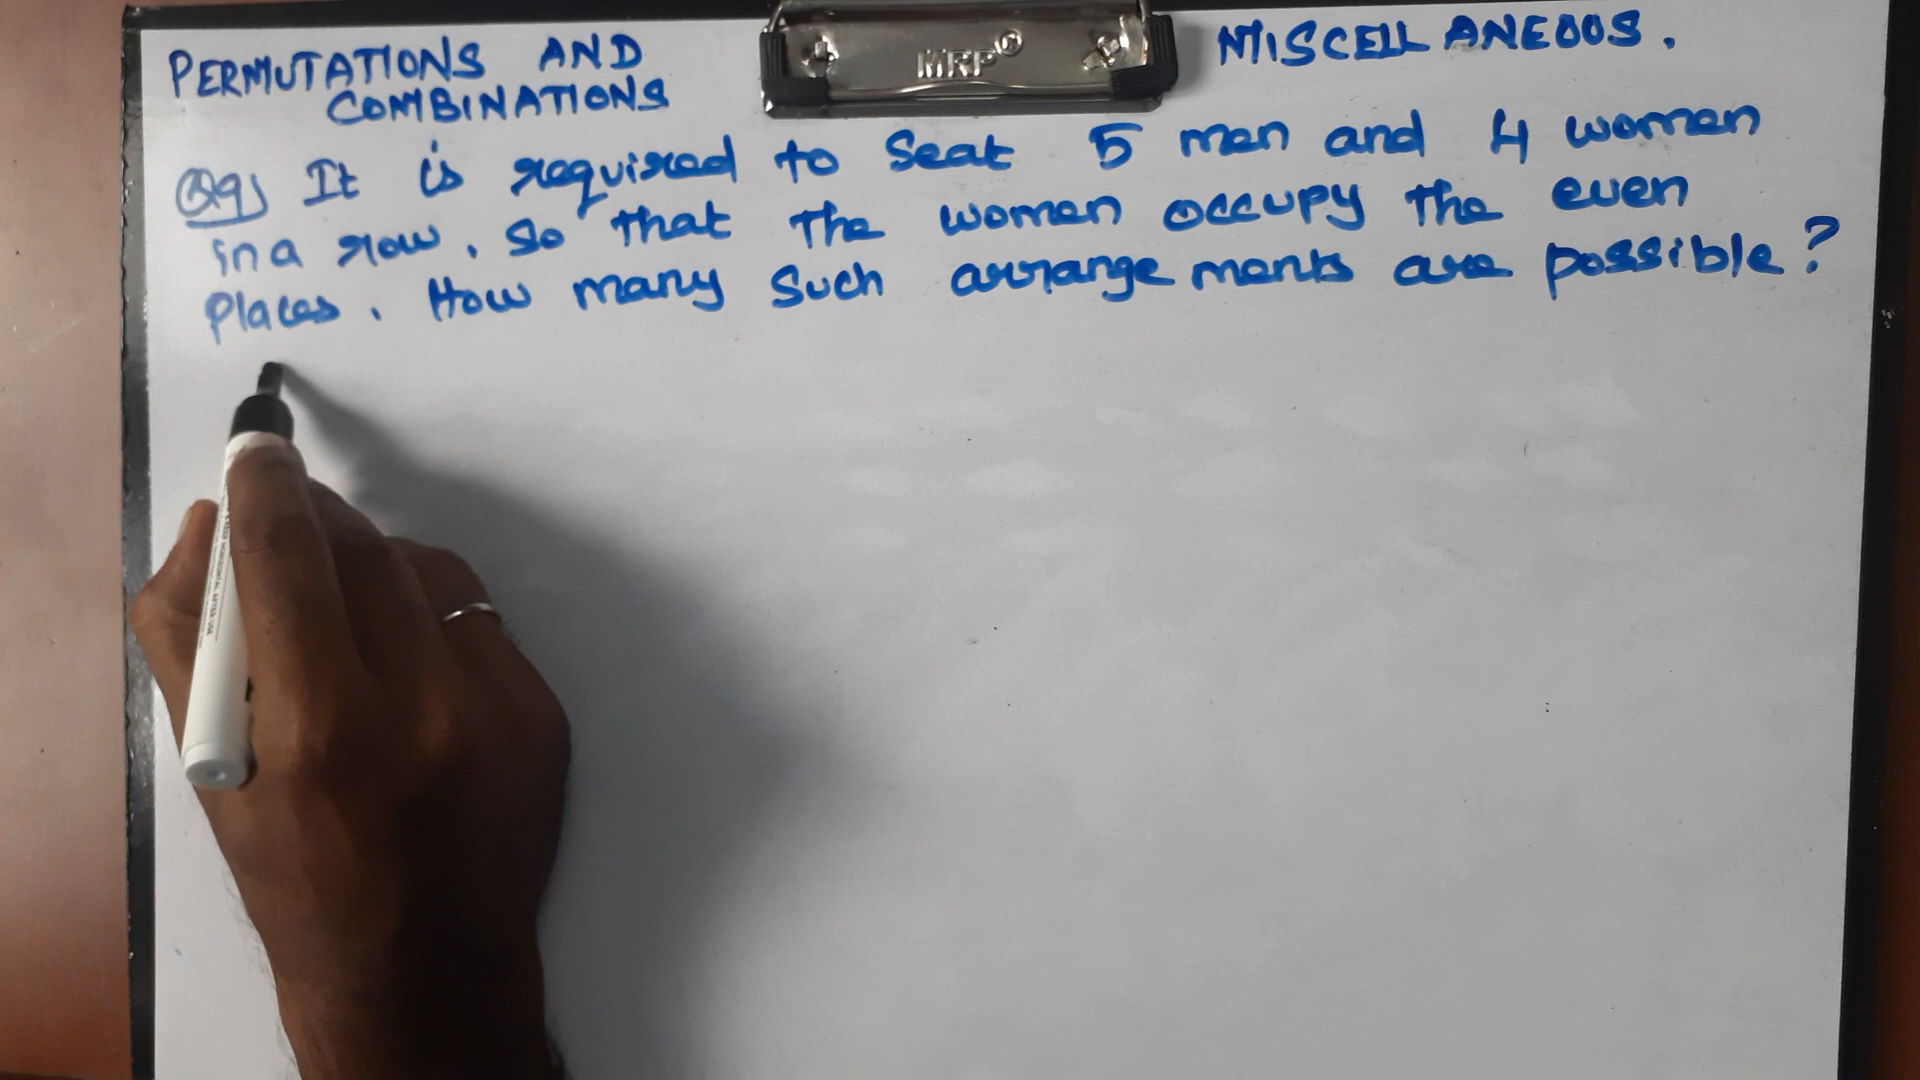 PERMUTATIONS AND
COMBINATIONS
MRP®
MISCELLANEOUS.
Q9) It is required to Seat 5 men and 4 women
in a row, so that The women occupy the even
Places. How many such arrangements are possible?